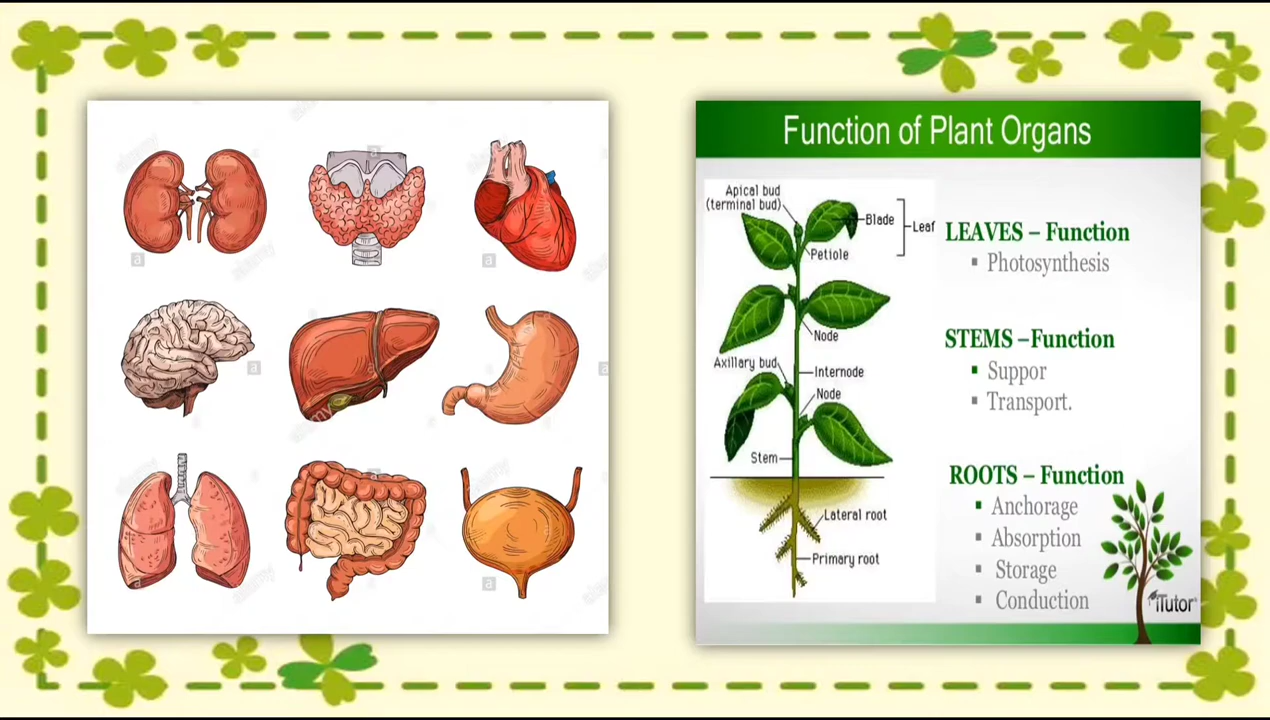 Function of Plant Organs
Apical bud
(terminal bud)
Blade
Leaf
Petiole
Node
Axillary bud
Internode
Node
Stem
Lateral root
Primary root
LEAVES – Function
▪ Photosynthesis
STEMS –Function
▪ Suppor
▪ Transport.
ROOTS – Function
▪ Anchorage
▪ Absorption
▪ Storage
▪ Conduction
iTutor
a
a
a
a
a
a
a
a
a
alamy